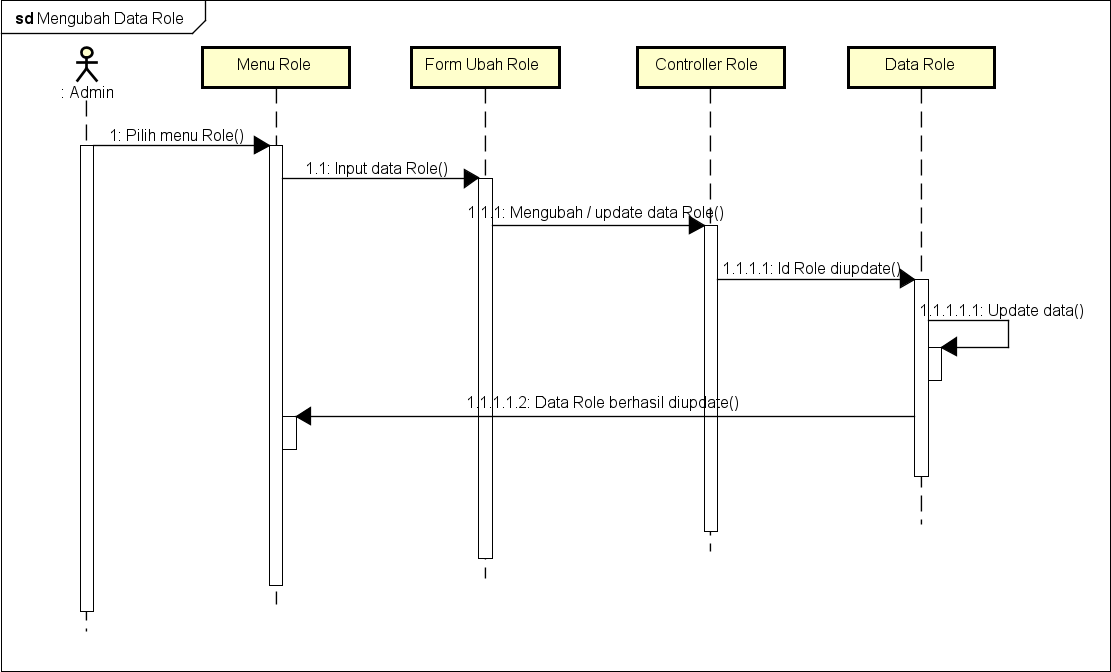 sd Mengubah Data Role
: Admin
Menu Role
Form Ubah Role
Controller Role
Data Role
1: Pilih menu Role()
1.1: Input data Role()
1.1.1: Mengubah / update data Role()
1.1.1.1: Id Role diupdate()
1.1.1.1.1: Update data()
1.1.1.1.2: Data Role berhasil diupdate()